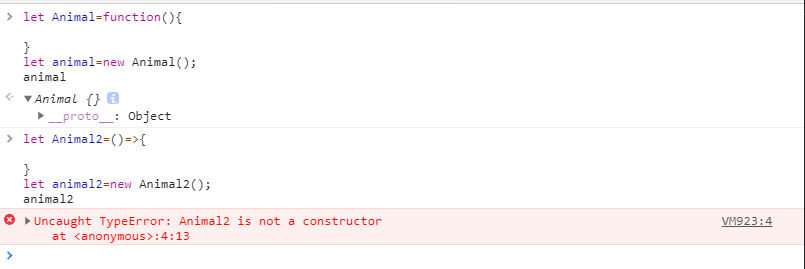 let Animal=function(){
}
let animal=new Animal();
animal
Animal {}
__proto__: Object
let Animal2=()=>{
}
let animal2=new Animal2();
animal2
Uncaught TypeError: Animal2 is not a constructor VM923:4
at <anonymous>:4:13